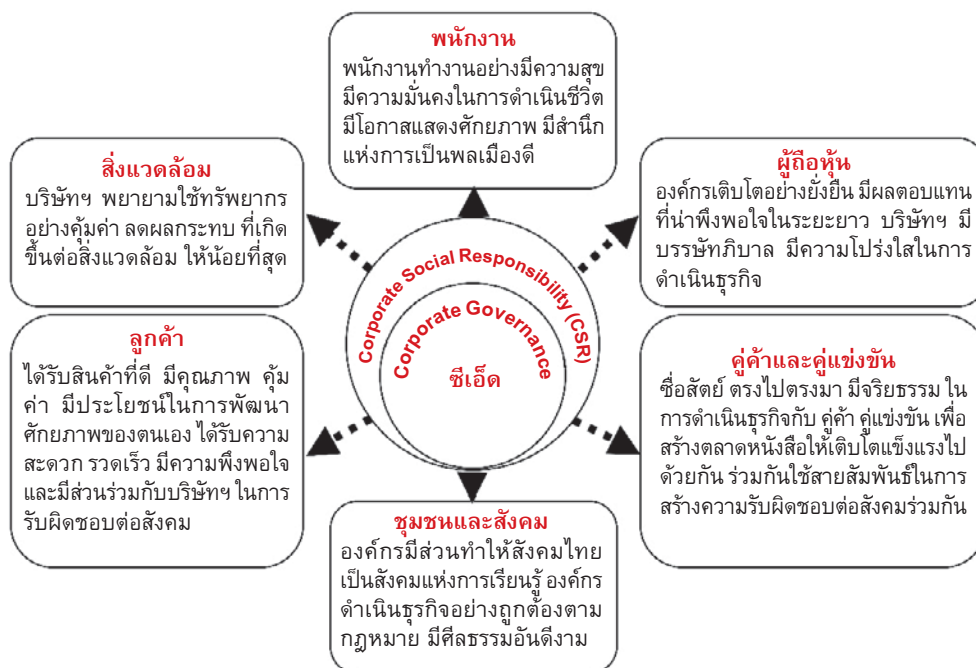 พนักงาน
พนักงานทำงานอย่างมีความสุข
มีความมั่นคงในการดำเนินชีวิต
มีโอกาสแสดงศักยภาพ มีสำนึก
แห่งการเป็นพลเมืองดี
สิ่งแวดล้อม
บริษัทฯ พยายามใช้ทรัพยากร
อย่างคุ้มค่า ลดผลกระทบ ที่เกิด
ขึ้นต่อสิ่งแวดล้อม ให้น้อยที่สุด
ผู้ถือหุ้น
องค์กรเติบโตอย่างยั่งยืน มีผลตอบแทน
ที่น่าพึงพอใจในระยะยาว บริษัทฯ มี
บรรษัทภิบาล มีความโปร่งใสในการ
ดำเนินธุรกิจ
Corporate Social Responsibility (CSR)
Corporate Governance
ซีเอ็ด
ลูกค้า
ได้รับสินค้าที่ดี มีคุณภาพ คุ้ม
ค่า มีประโยชน์ในการพัฒนา
ศักยภาพของตนเอง ได้รับความ
สะดวก รวดเร็ว มีความพึงพอใจ
และมีส่วนร่วมกับบริษัทฯ ในการ
รับผิดชอบต่อสังคม
คู่ค้าและคู่แข่งขัน
ซื่อสัตย์ ตรงไปตรงมา มีจริยธรรม ใน
การดำเนินธุรกิจกับ คู่ค้า คู่แข่งขัน เพื่อ
สร้างตลาดหนังสือให้เติบโตแข็งแรงไป
ด้วยกัน ร่วมกันใช้สายสัมพันธ์ในการ
สร้างความรับผิดชอบต่อสังคมร่วมกัน
ชุมชนและสังคม
องค์กรมีส่วนทำให้สังคมไทย
เป็นสังคมแห่งการเรียนรู้ องค์กร
ดำเนินธุรกิจอย่างถูกต้องตาม
กฎหมาย มีศีลธรรมอันดีงาม